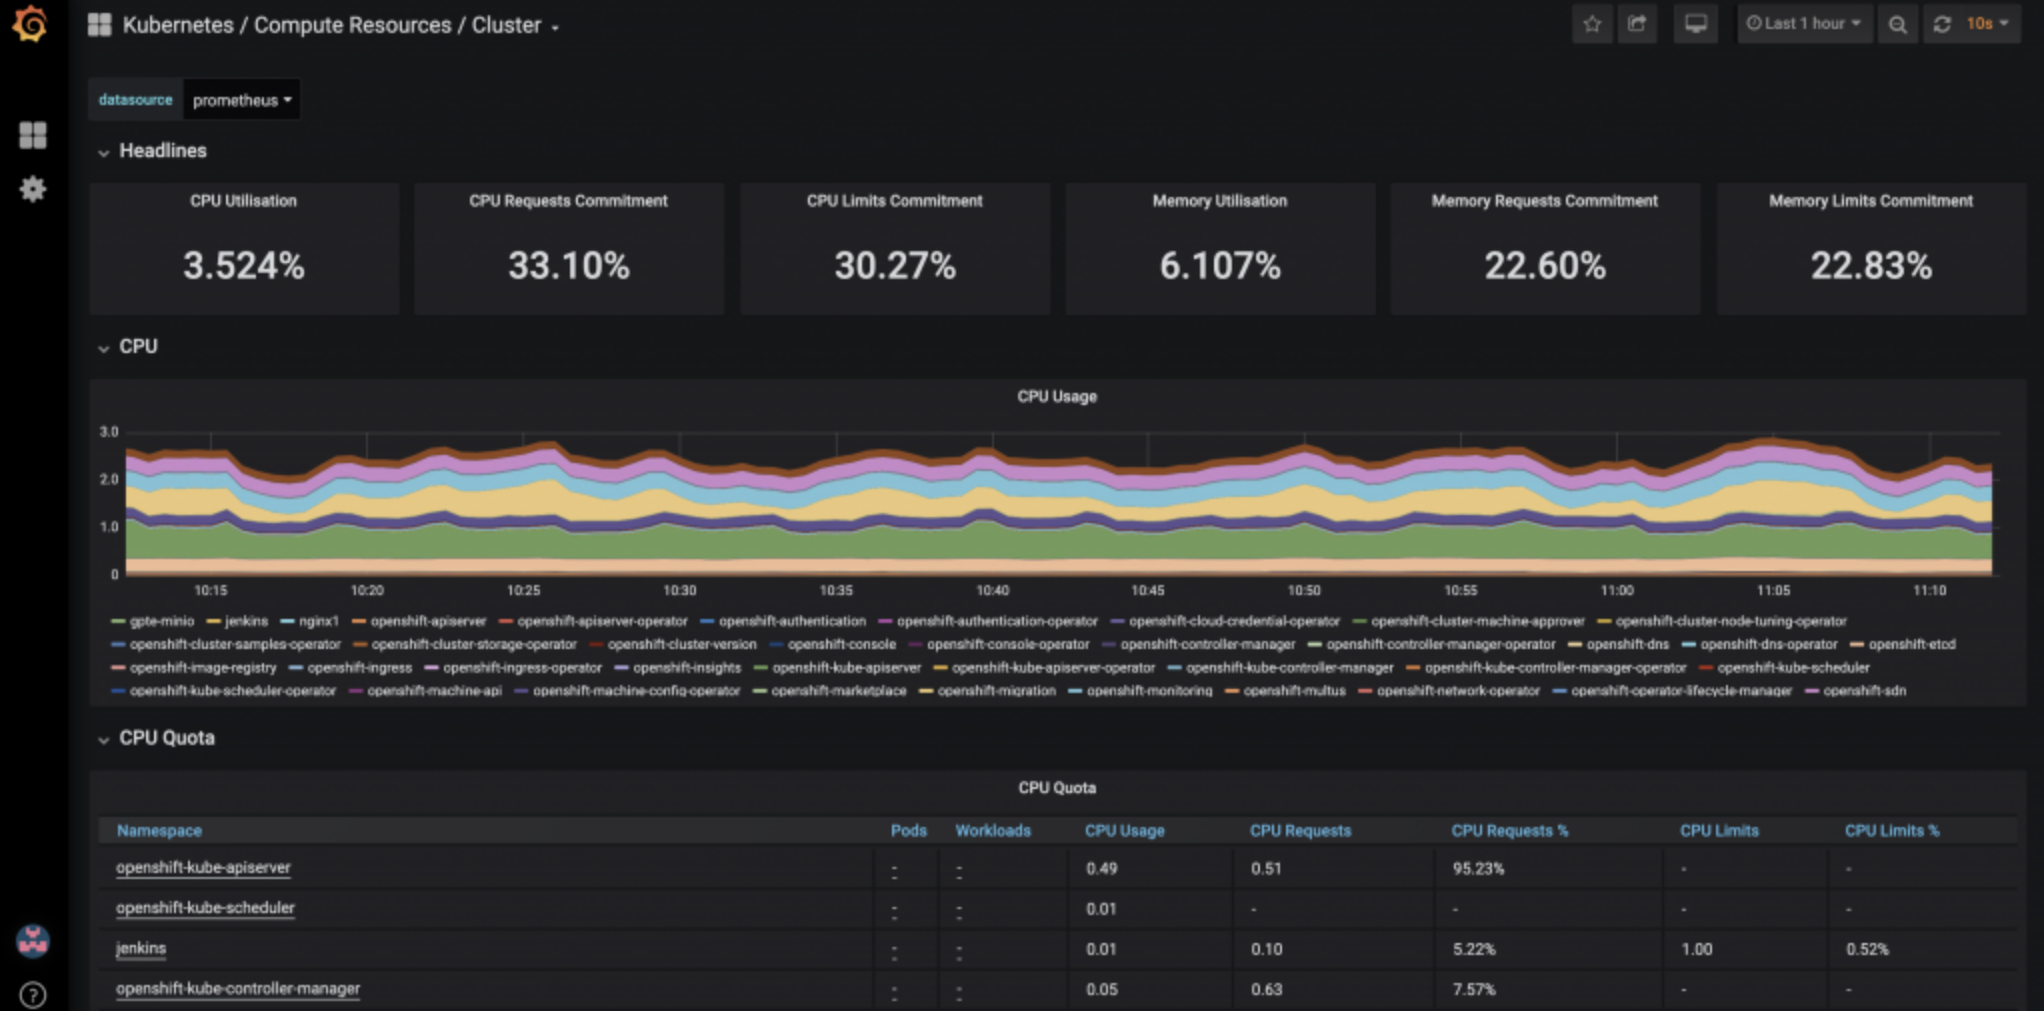 Kubernetes / Compute Resources / Cluster
Last 1 hour
10s
datasource prometheus
Headlines
CPU Utilisation
3.524%
CPU Requests Commitment
33.10%
CPU Limits Commitment
30.27%
Memory Utilisation
6.107%
Memory Requests Commitment
22.60%
Memory Limits Commitment
22.83%
CPU
CPU Usage
3.0
2.0
1.0
0
10:15 10:20 10:25 10:30 10:35 10:40 10:45 10:50 10:55 11:00 11:05 11:10
gpte-minio jenkins nginx1 openshift-apiserver openshift-apiserver-operator openshift-authentication openshift-authentication-operator openshift-cloud-credential-operator openshift-cluster-machine-approver openshift-cluster-node-tuning-operator
openshift-cluster-samples-operator openshift-cluster-storage-operator openshift-cluster-version openshift-console openshift-console-operator openshift-controller-manager openshift-controller-manager-operator openshift-dns openshift-dns-operator openshift-etcd
openshift-image-registry openshift-ingress openshift-ingress-operator openshift-insights openshift-kube-apiserver openshift-kube-apiserver-operator openshift-kube-controller-manager openshift-kube-controller-manager-operator openshift-kube-scheduler
openshift-kube-scheduler-operator openshift-machine-api openshift-machine-config-operator openshift-marketplace openshift-migration openshift-monitoring openshift-multus openshift-network-operator openshift-operator-lifecycle-manager openshift-sdn
CPU Quota
CPU Quota
Namespace Pods Workloads CPU Usage CPU Requests CPU Requests % CPU Limits CPU Limits %
openshift-kube-apiserver - - 0.49 0.51 95.23% - -
openshift-kube-scheduler - - 0.01 - - - -
jenkins - - 0.01 0.10 5.22% 1.00 0.52%
openshift-kube-controller-manager - - 0.05 0.63 7.57% - -